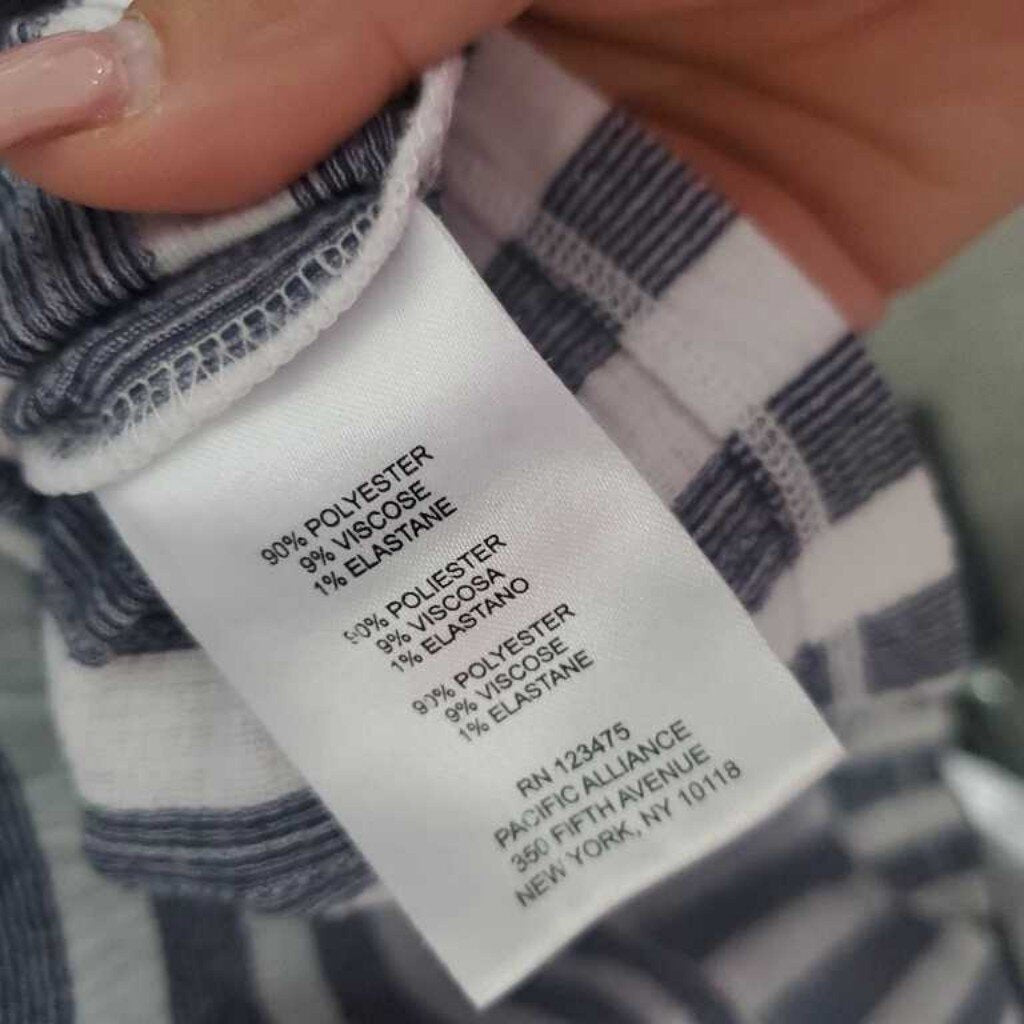 90% POLYESTER
9% VISCOSE
1% ELASTANE
90% POLIESTER
9% VISCOSA
1% ELASTANO
90% POLYESTER
9% VISCOSE
1% ELASTANE
RN 123475
PACIFIC ALLIANCE
350 FIFTH AVENUE
NEW YORK, NY 10118